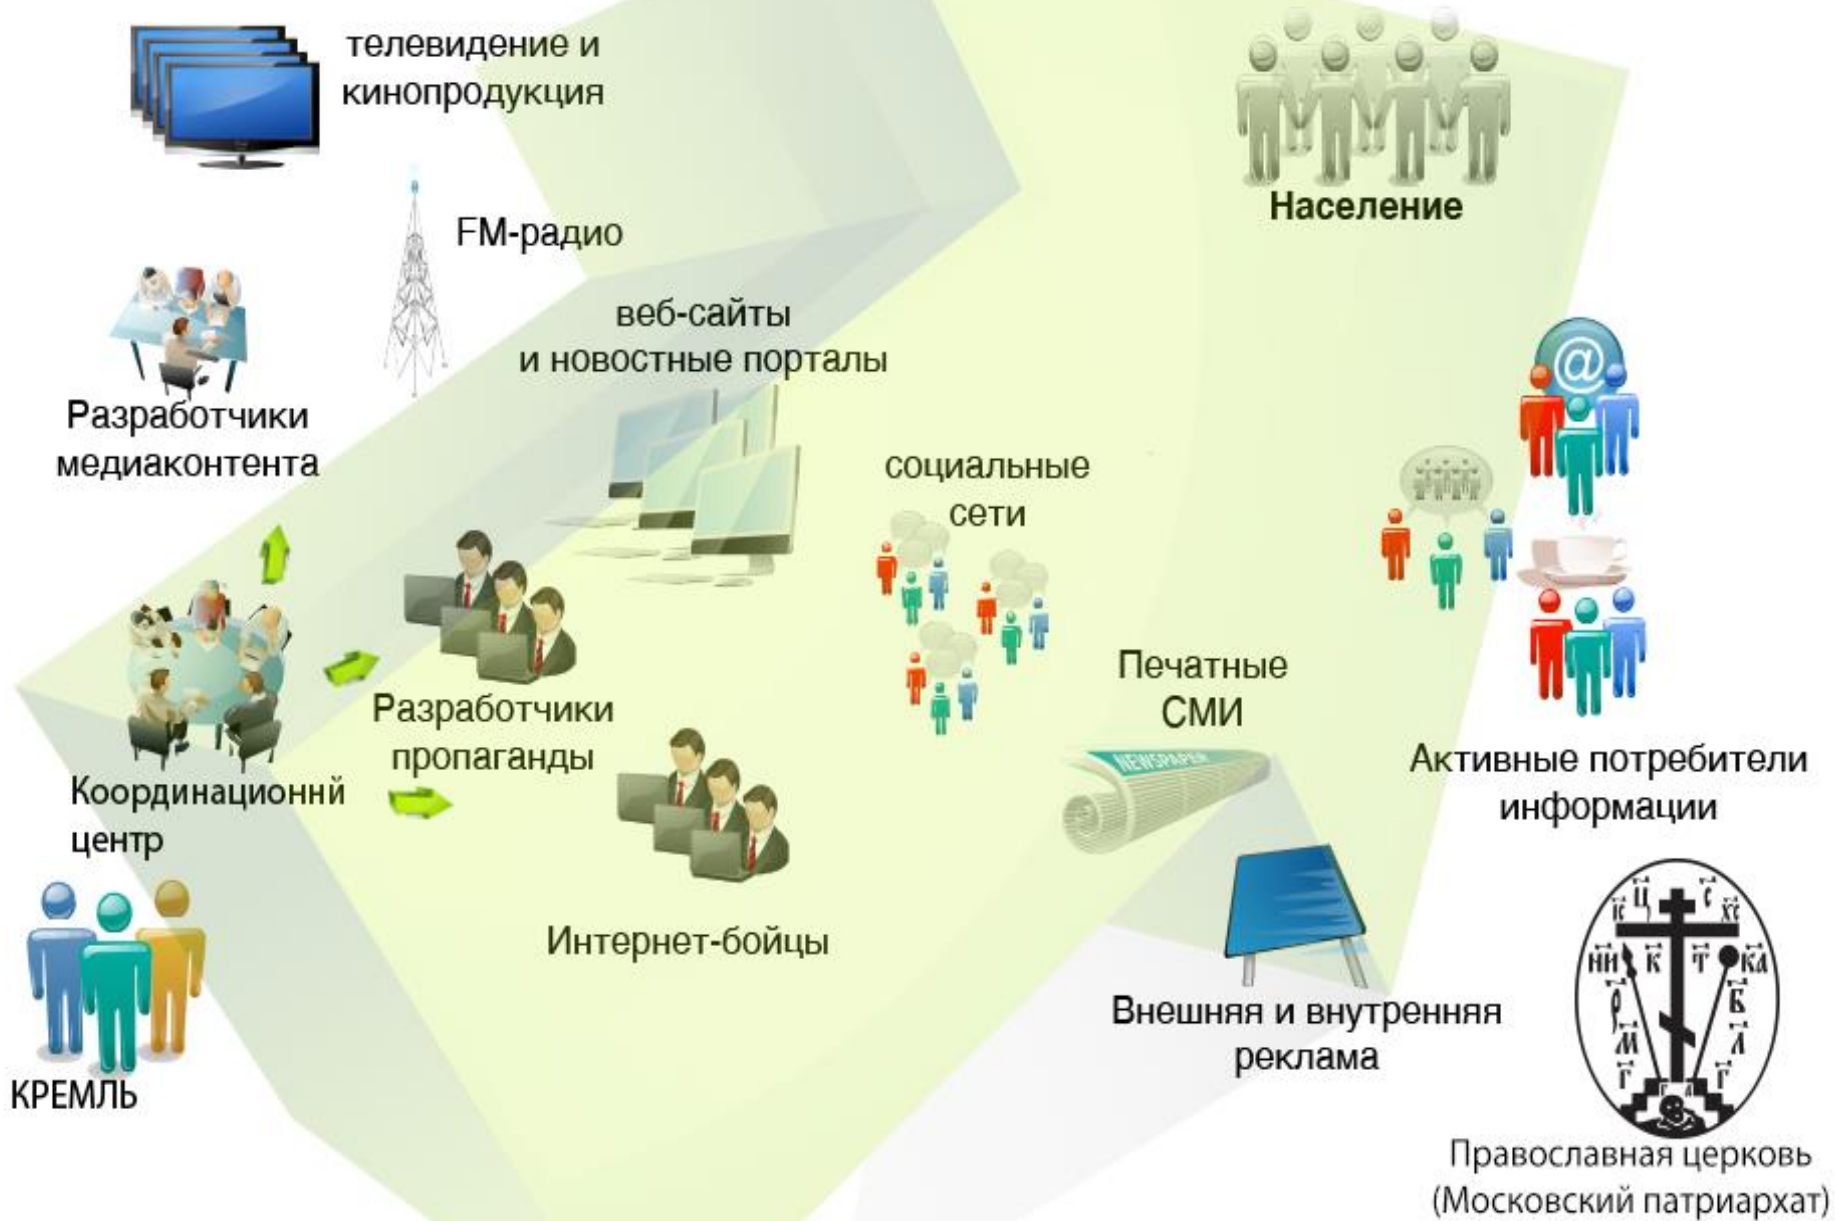 телевидение и
кинопродукция
Население
FM-радио
веб-сайты
и новостные порталы
@
Разработчики
медиаконтента
социальные
сети
Печатные
СМИ
NEWSPAPER
Разработчики
пропаганды
Активные потребители
информации
Координационнй
центр
Интернет-бойцы
Внешняя и внутренняя
реклама
КРЕМЛЬ
Православная церковь
(Московский патриархат)